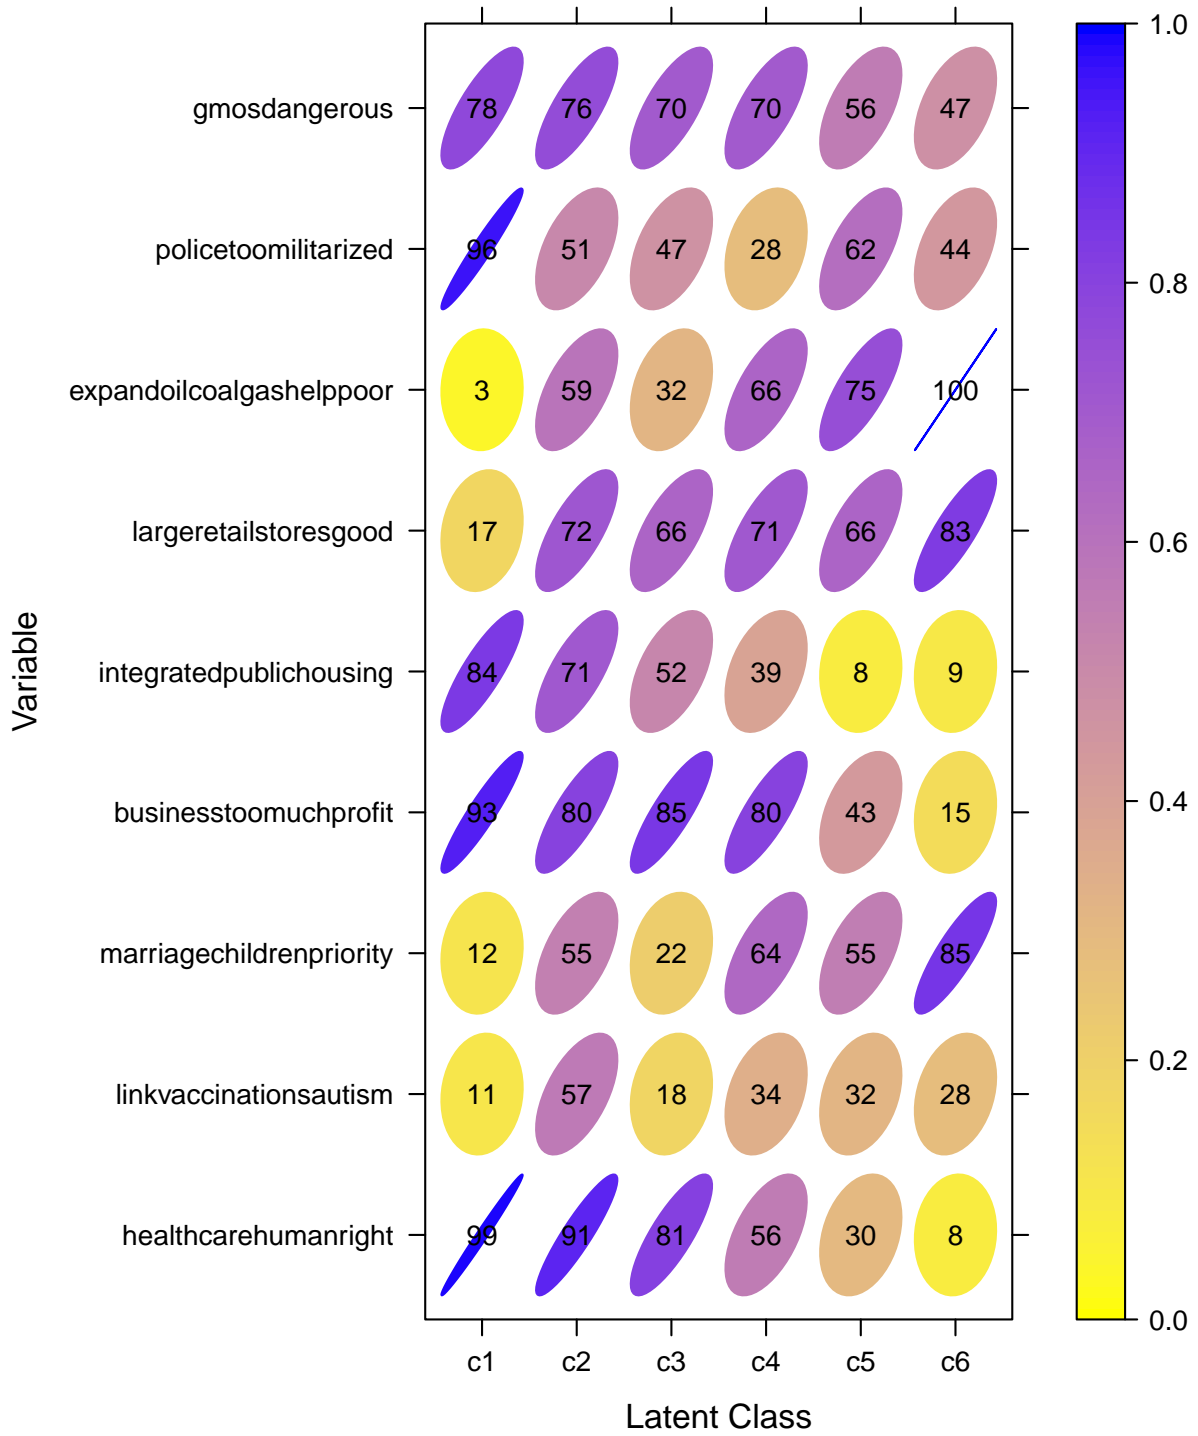 1.0
gmosdangerous 78 76 70 70 56 47
policetoomilitarized 96 51 47 28 62 44
0.8
expandoilcoalgashelppoor 3 59 32 66 75 100
largeretailstoresgood 17 72 66 71 66 83
0.6
integratedpublichousing 84 71 52 39 8 9
Variable
0.4
businesstoomuchprofit 93 80 85 80 43 15
marriagechildrenpriority 12 55 22 64 55 85
0.2
linkvaccinationsautism 11 57 18 34 32 28
healthcarehumanright 99 91 81 56 30 8
0.0
c1 c2 c3 c4 c5 c6
Latent Class